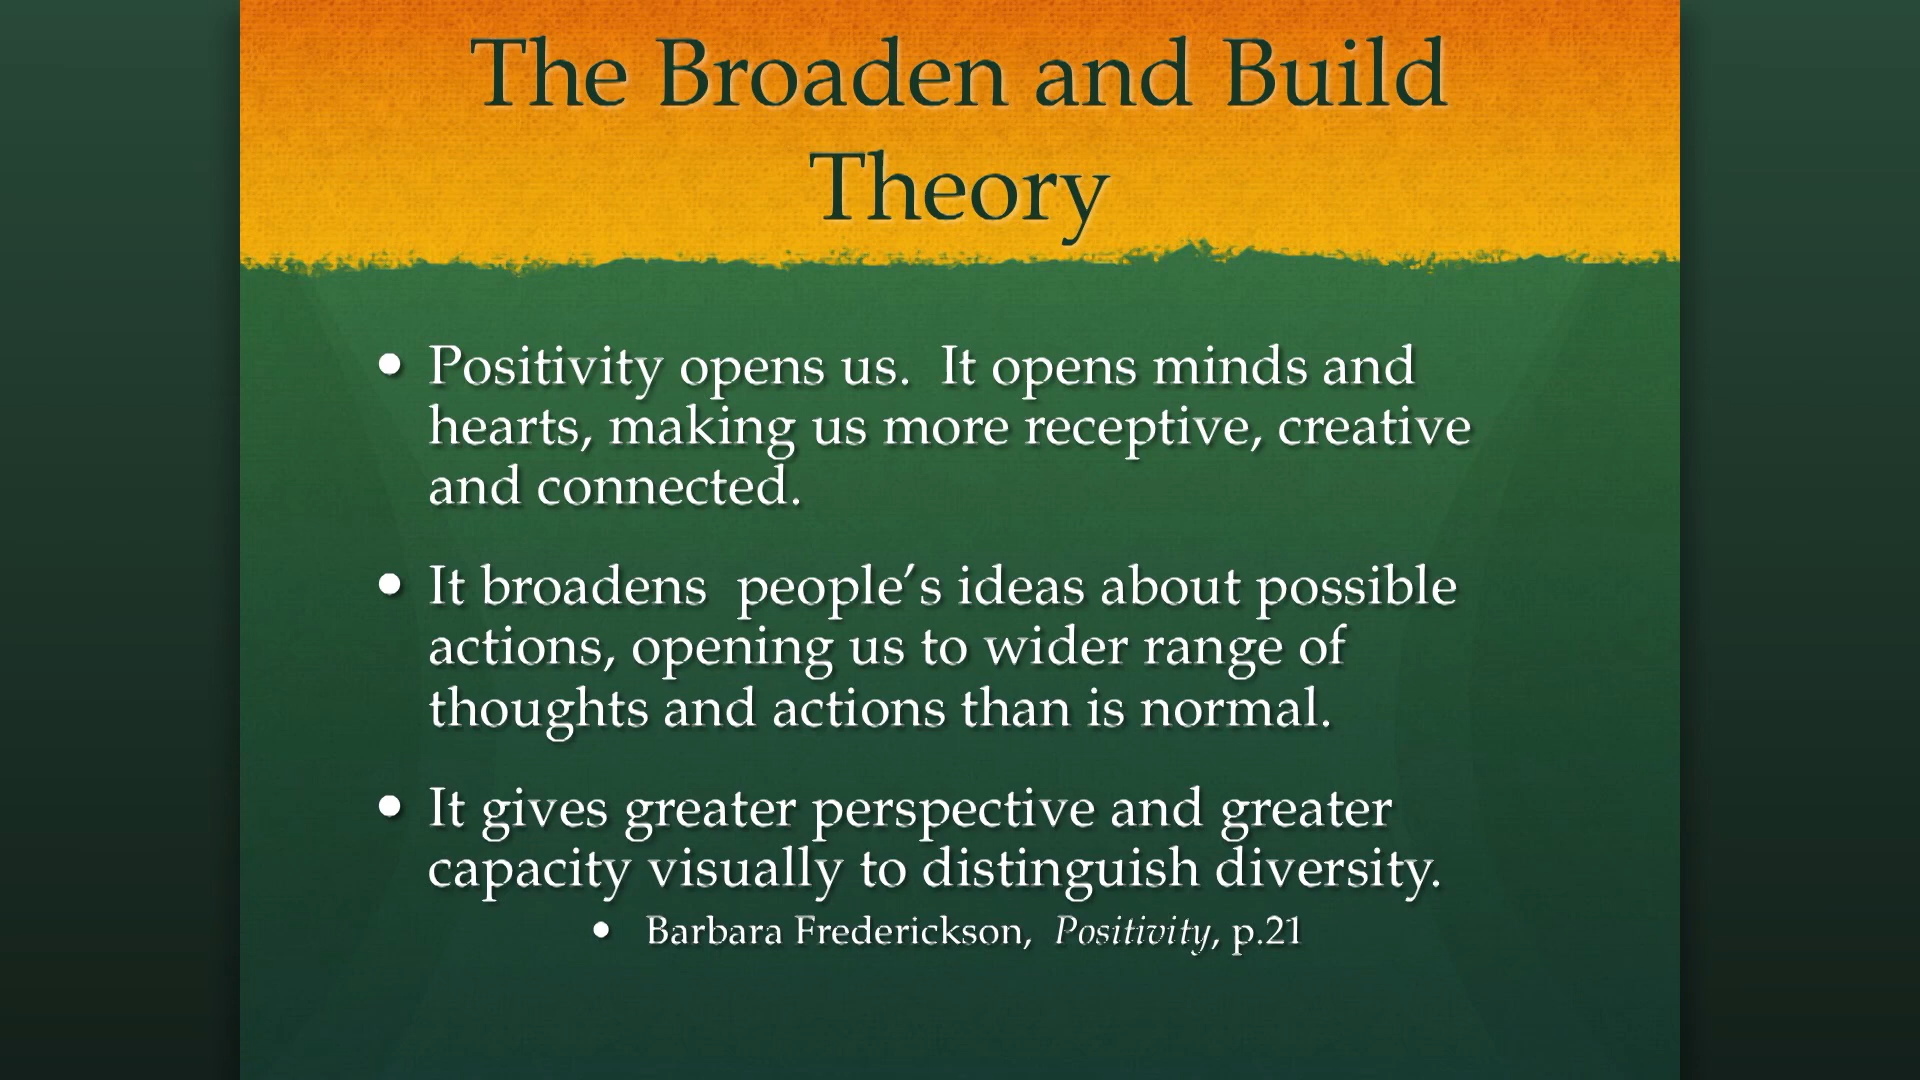 The Broaden and Build
Theory
• Positivity opens us.  It opens minds and
hearts, making us more receptive, creative
and connected.
• It broadens  people’s ideas about possible
actions, opening us to wider range of
thoughts and actions than is normal.
• It gives greater perspective and greater
capacity visually to distinguish diversity.
• Barbara Frederickson,  Positivity, p.21